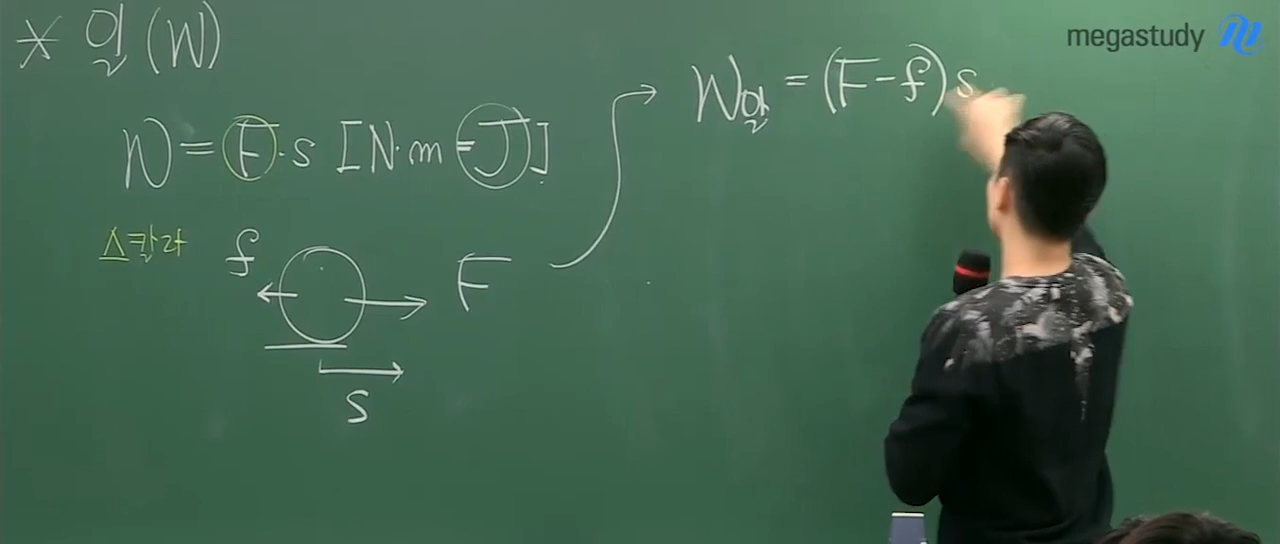 * 일 (W)
W = F · s [N·m = J]
스칼라
f
F
s
W알 = (F - f) s
megastudy